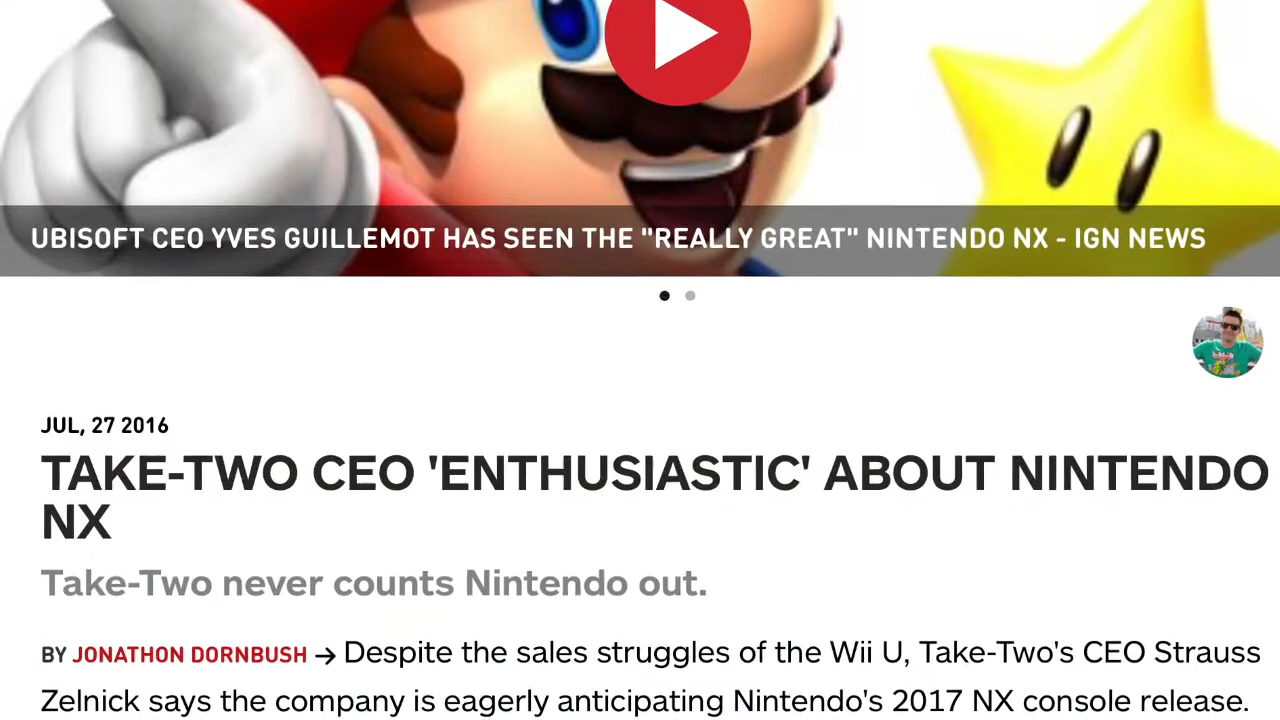 UBISOFT CEO YVES GUILLEMOT HAS SEEN THE "REALLY GREAT" NINTENDO NX - IGN NEWS
JUL, 27 2016
TAKE-TWO CEO 'ENTHUSIASTIC' ABOUT NINTENDO
NX
Take-Two never counts Nintendo out.
BY JONATHON DORNBUSH → Despite the sales struggles of the Wii U, Take-Two's CEO Strauss
Zelnick says the company is eagerly anticipating Nintendo's 2017 NX console release.